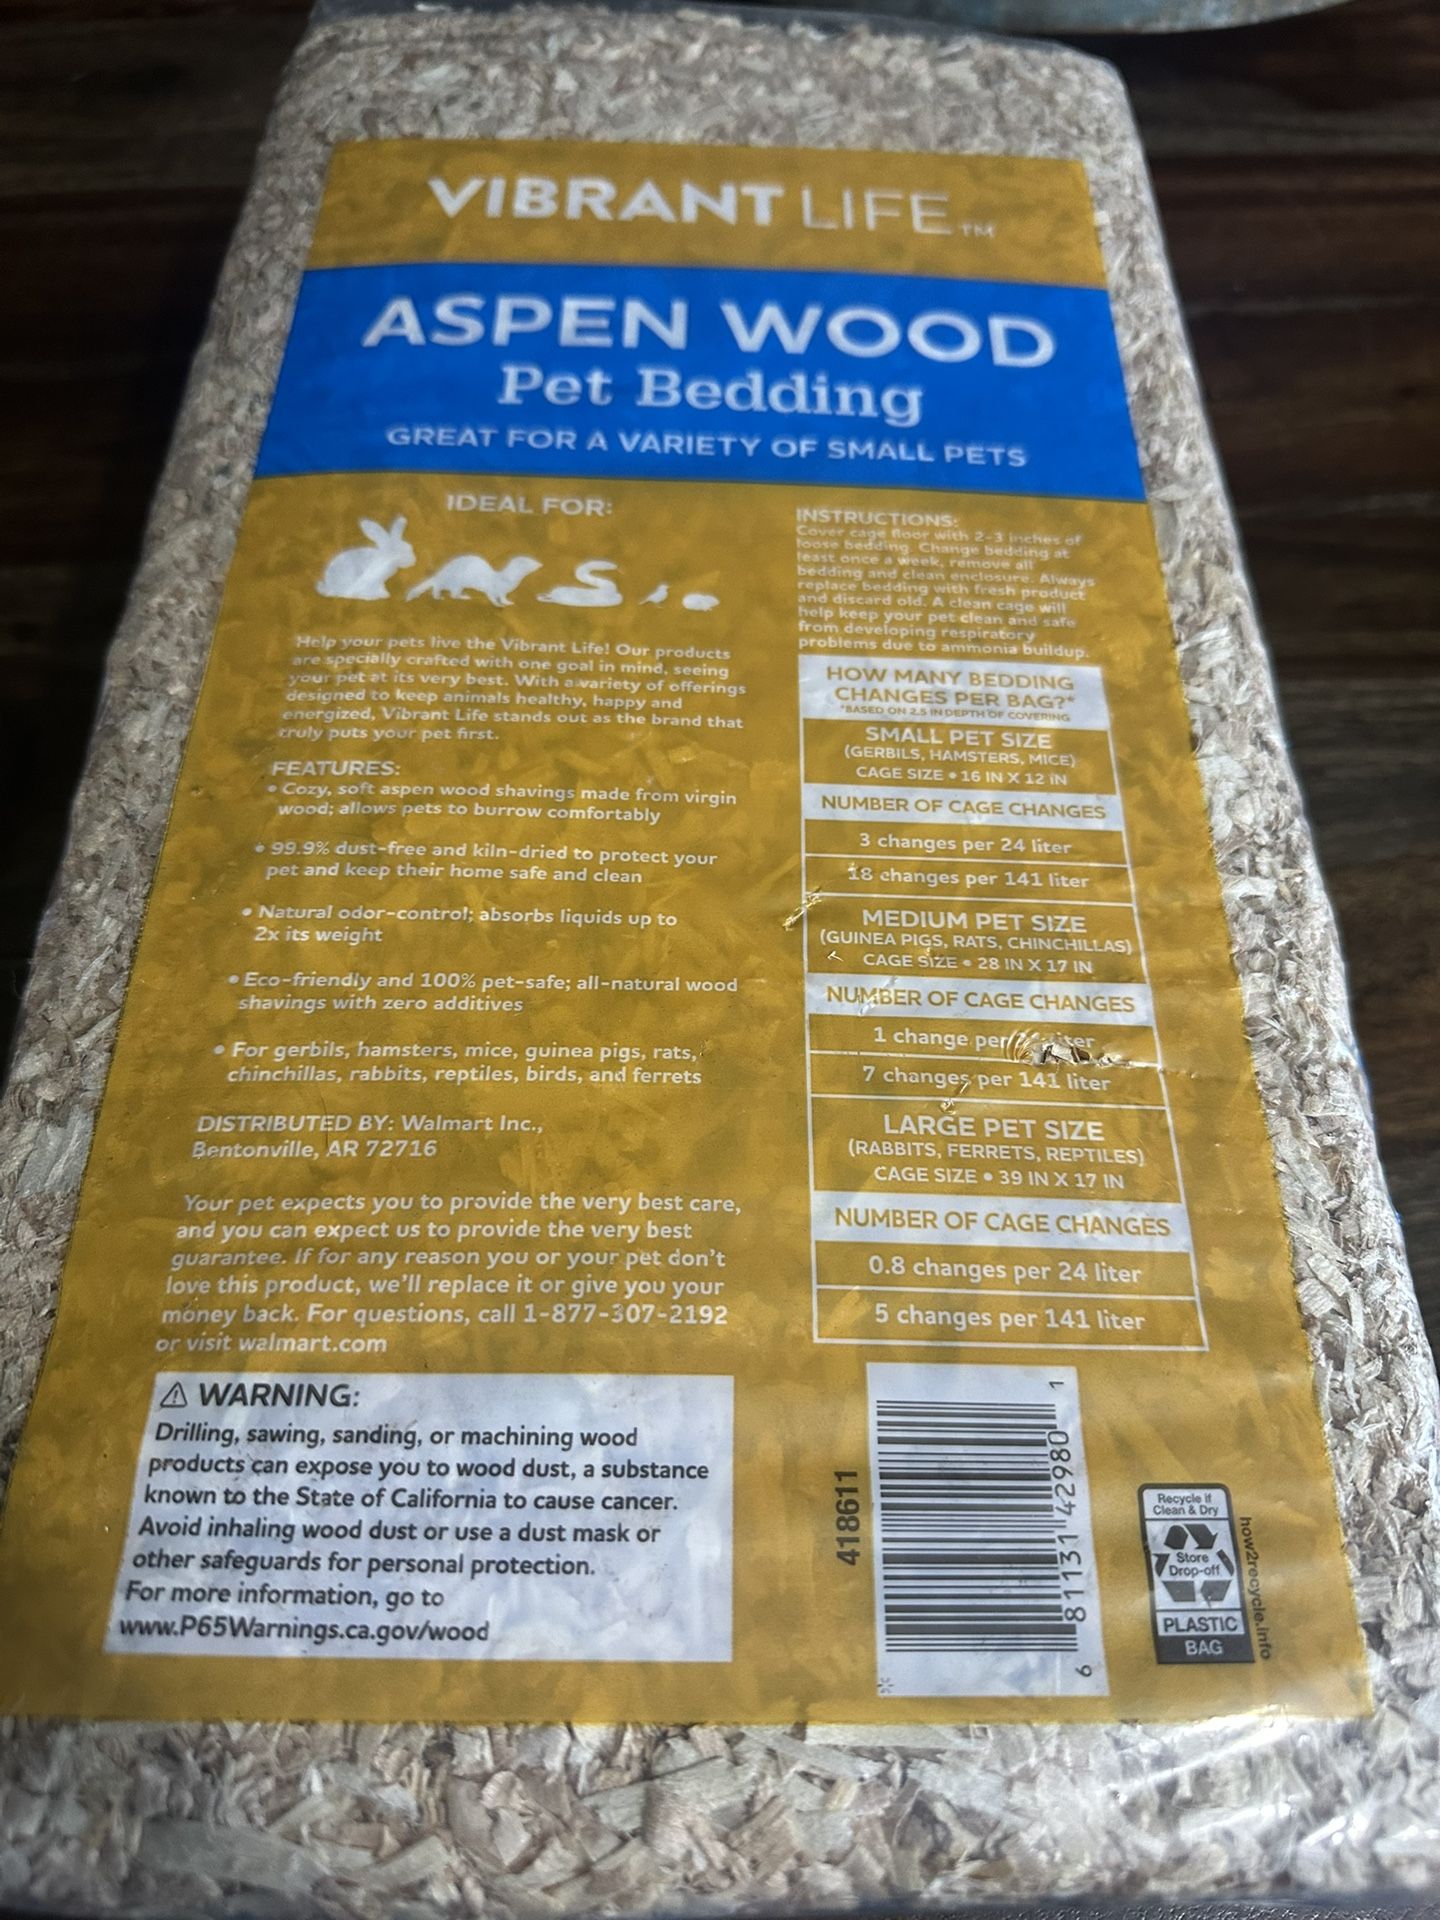 VIBRANT LIFE™
ASPEN WOOD
Pet Bedding
GREAT FOR A VARIETY OF SMALL PETS
IDEAL FOR:
Help your pets live the Vibrant Life! Our products
are specially crafted with one goal in mind, seeing
your pet at its very best. With a variety of offerings
designed to keep animals healthy, happy and
energized, Vibrant Life stands out as the brand that
truly puts your pet first.
FEATURES:
• Cozy, soft aspen wood shavings made from virgin
wood; allows pets to burrow comfortably
• 99.9% dust-free and kiln-dried to protect your
pet and keep their home safe and clean
• Natural odor-control; absorbs liquids up to
2x its weight
• Eco-friendly and 100% pet-safe; all-natural wood
shavings with zero additives
• For gerbils, hamsters, mice, guinea pigs, rats,
chinchillas, rabbits, reptiles, birds, and ferrets
DISTRIBUTED BY: Walmart Inc.,
Bentonville, AR 72716
Your pet expects you to provide the very best care,
and you can expect us to provide the very best
guarantee. If for any reason you or your pet don't
love this product, we'll replace it or give you your
money back. For questions, call 1-877-307-2192
or visit walmart.com
⚠ WARNING:
Drilling, sawing, sanding, or machining wood
products can expose you to wood dust, a substance
known to the State of California to cause cancer.
Avoid inhaling wood dust or use a dust mask or
other safeguards for personal protection.
For more information, go to
www.P65Warnings.ca.gov/wood
INSTRUCTIONS:
Cover cage floor with 2-3 inches of
loose bedding. Change bedding at
least once a week, remove all
bedding and clean enclosure. Always
replace bedding with fresh product
and discard old. A clean cage will
help keep your pet clean and safe
from developing respiratory
problems due to ammonia buildup.
HOW MANY BEDDING
CHANGES PER BAG?*
*BASED ON 2.5 IN DEPTH OF COVERING
SMALL PET SIZE
(GERBILS, HAMSTERS, MICE)
CAGE SIZE • 16 IN X 12 IN
NUMBER OF CAGE CHANGES
3 changes per 24 liter
18 changes per 141 liter
MEDIUM PET SIZE
(GUINEA PIGS, RATS, CHINCHILLAS)
CAGE SIZE • 28 IN X 17 IN
NUMBER OF CAGE CHANGES
1 change per
7 changes per 141 liter
LARGE PET SIZE
(RABBITS, FERRETS, REPTILES)
CAGE SIZE • 39 IN X 17 IN
NUMBER OF CAGE CHANGES
0.8 changes per 24 liter
5 changes per 141 liter
418611
6 81131 42980 1
Recycle if
Clean & Dry
Store
Drop-off
PLASTIC
BAG
how2recycle.info